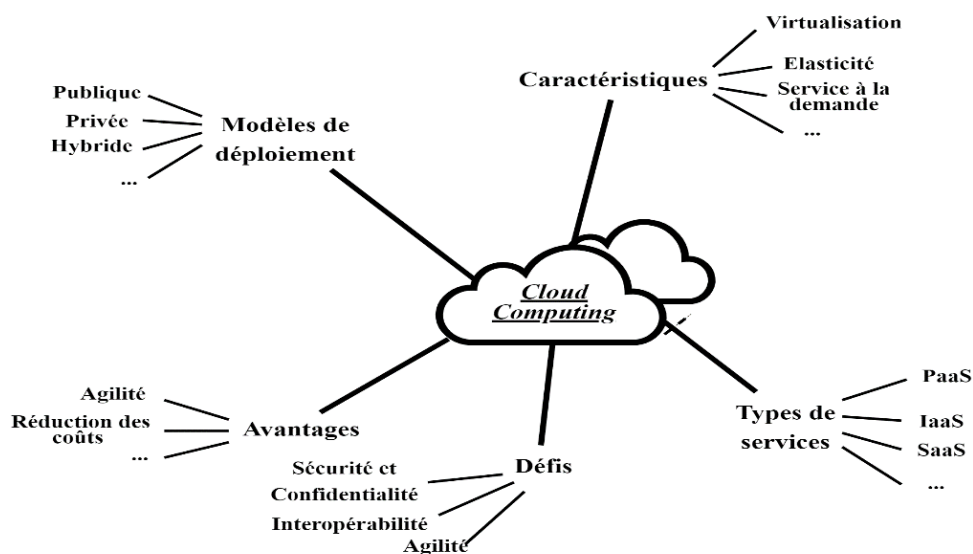 Virtualisation
Caractéristiques
Elasticité
Service à la
demande
...
Publique
Privée
Hybride
...
Modèles de
déploiement
Cloud
Computing
Agilité
Réduction des
coûts
...
Avantages
Défis
Sécurité et
Confidentialité
Interopérabilité
Agilité
Types de
services
PaaS
IaaS
SaaS
...